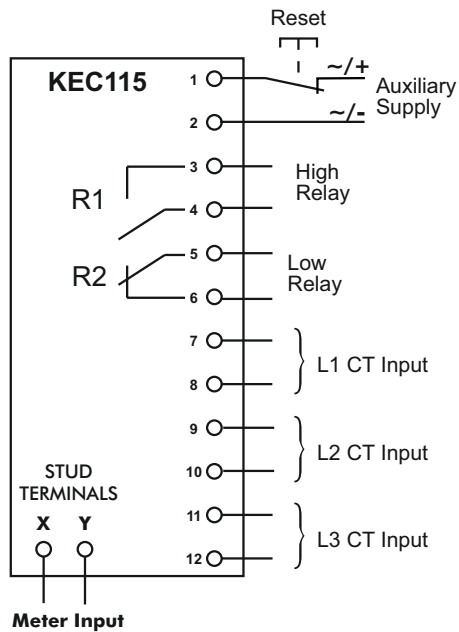 Reset
KEC115
1
~/+
Auxiliary
Supply
2
~/-
3
High
Relay
R1
4
5
Low
Relay
R2
6
7
L1 CT Input
8
9
L2 CT Input
10
STUD
TERMINALS
11
X Y
L3 CT Input
12
Meter Input